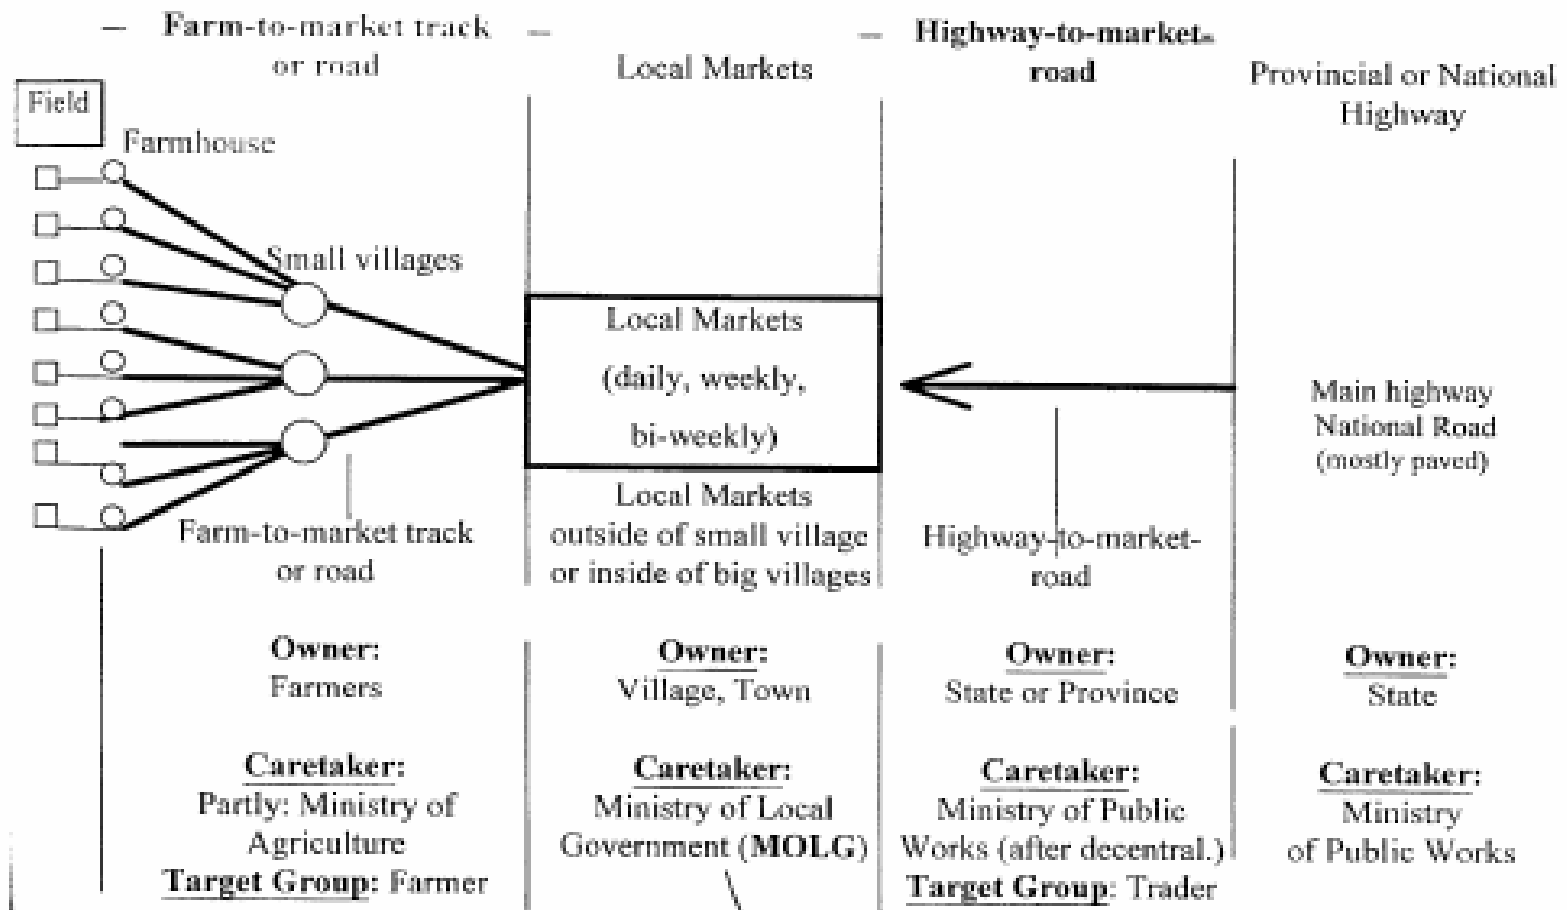 Farm-to-market track
or road
Local Markets
Highway-to-market-
road
Provincial or National
Highway
Field
Farmhouse
Small villages
Local Markets
(daily, weekly,
bi-weekly)
Main highway
National Road
(mostly paved)
Farm-to-market track
or road
Local Markets
outside of small village
or inside of big villages
Highway-to-market-
road
Owner:
Farmers
Owner:
Village, Town
Owner:
State or Province
Owner:
State
Caretaker:
Partly: Ministry of
Agriculture
Target Group: Farmer
Caretaker:
Ministry of Local
Government (MOLG)
Caretaker:
Ministry of Public
Works (after decentral.)
Target Group: Trader
Caretaker:
Ministry
of Public Works